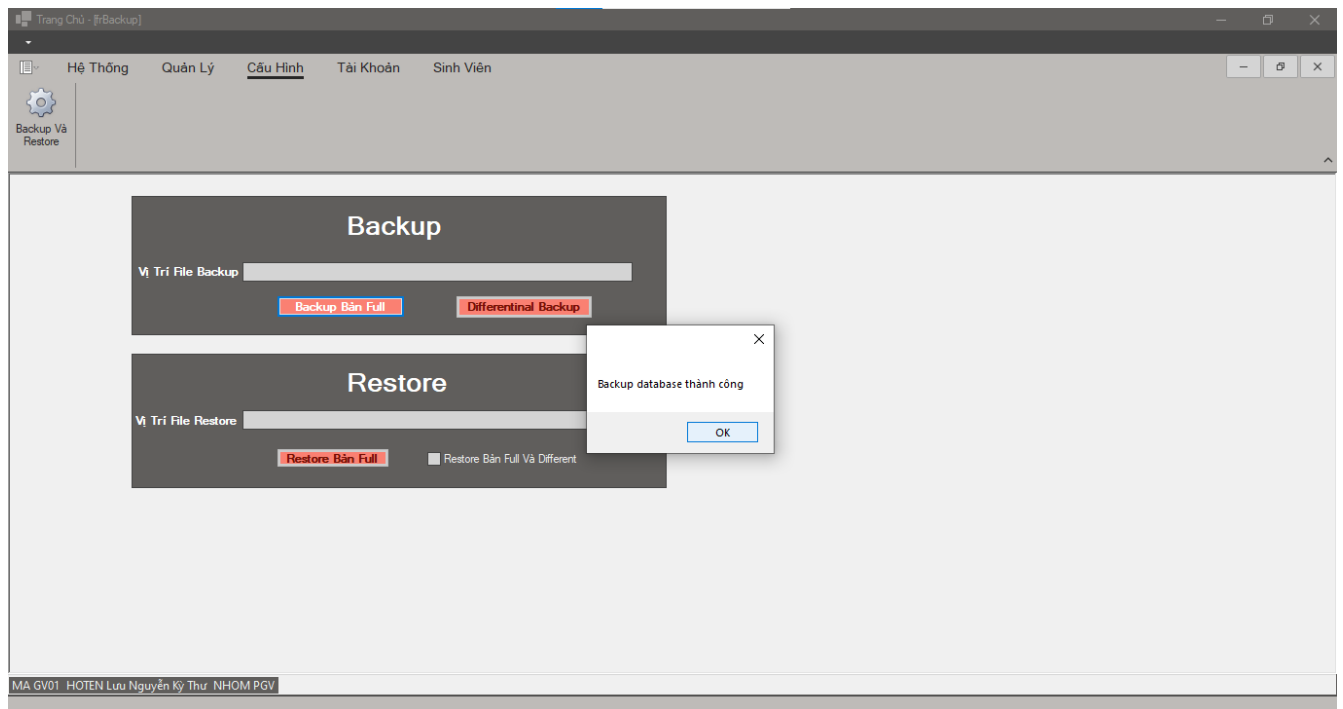 Trang Chủ - [frBackup]
Hệ Thống Quản Lý Cấu Hình Tài Khoản Sinh Viên
Backup Và
Restore
Backup
Vị Trí File Backup
Backup Bản Full Differentinal Backup
Backup database thành công
OK
Restore
Vị Trí File Restore
Restore Bản Full Restore Bản Full Và Different
MA GV01 HOTEN Lưu Nguyễn Kỳ Thư NHOM PGV